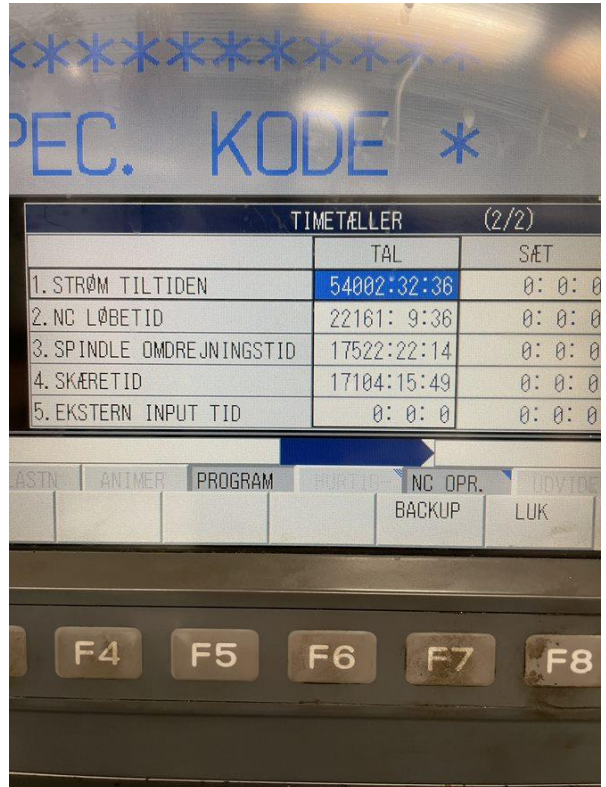 ************
PEC. KODE *
TIMETÆLLER (2/2)
TAL SÆT
1. STRØM TILTIDEN 54002:32:36 0: 0: 0
2. NC LØBETID 22161: 9:36 0: 0: 0
3. SPINDLE OMDREJNINGSTID 17522:22:14 0: 0: 0
4. SKÆRETID 17104:15:49 0: 0: 0
5. EKSTERN INPUT TID 0: 0: 0 0: 0: 0
LASTN ANIMER PROGRAM HURTIG- NC OPR. UDVIDE
BACKUP LUK
F4 F5 F6 F7 F8